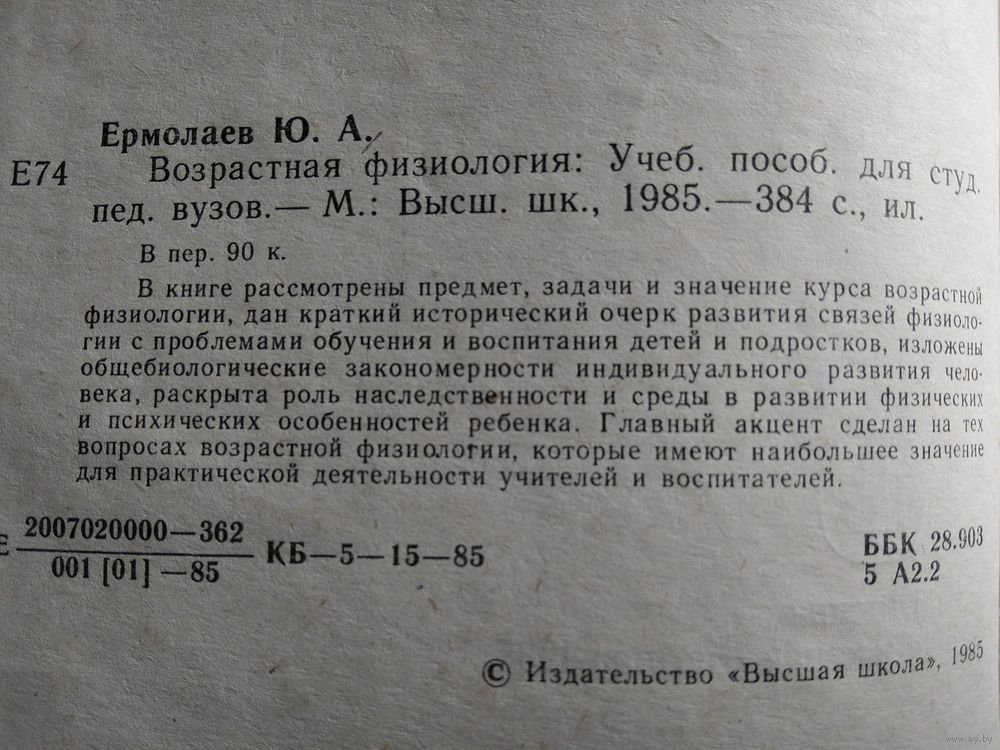 Ермолаев Ю. А.
Е74 Возрастная физиология: Учеб. пособ. для студ.
пед. вузов.— М.: Высш. шк., 1985.—384 с., ил.
В пер. 90 к.
В книге рассмотрены предмет, задачи и значение курса возрастной
физиологии, дан краткий исторический очерк развития связей физиоло-
гии с проблемами обучения и воспитания детей и подростков, изложены
общебиологические закономерности индивидуального развития чело-
века, раскрыта роль наследственности и среды в развитии физических
и психических особенностей ребенка. Главный акцент сделан на тех
вопросах возрастной физиологии, которые имеют наибольшее значение
для практической деятельности учителей и воспитателей.
Е 2007020000—362
001 [01] —85
КБ—5—15—85
ББК 28.903
5 А2.2
© Издательство «Высшая школа», 1985
www.ay.by